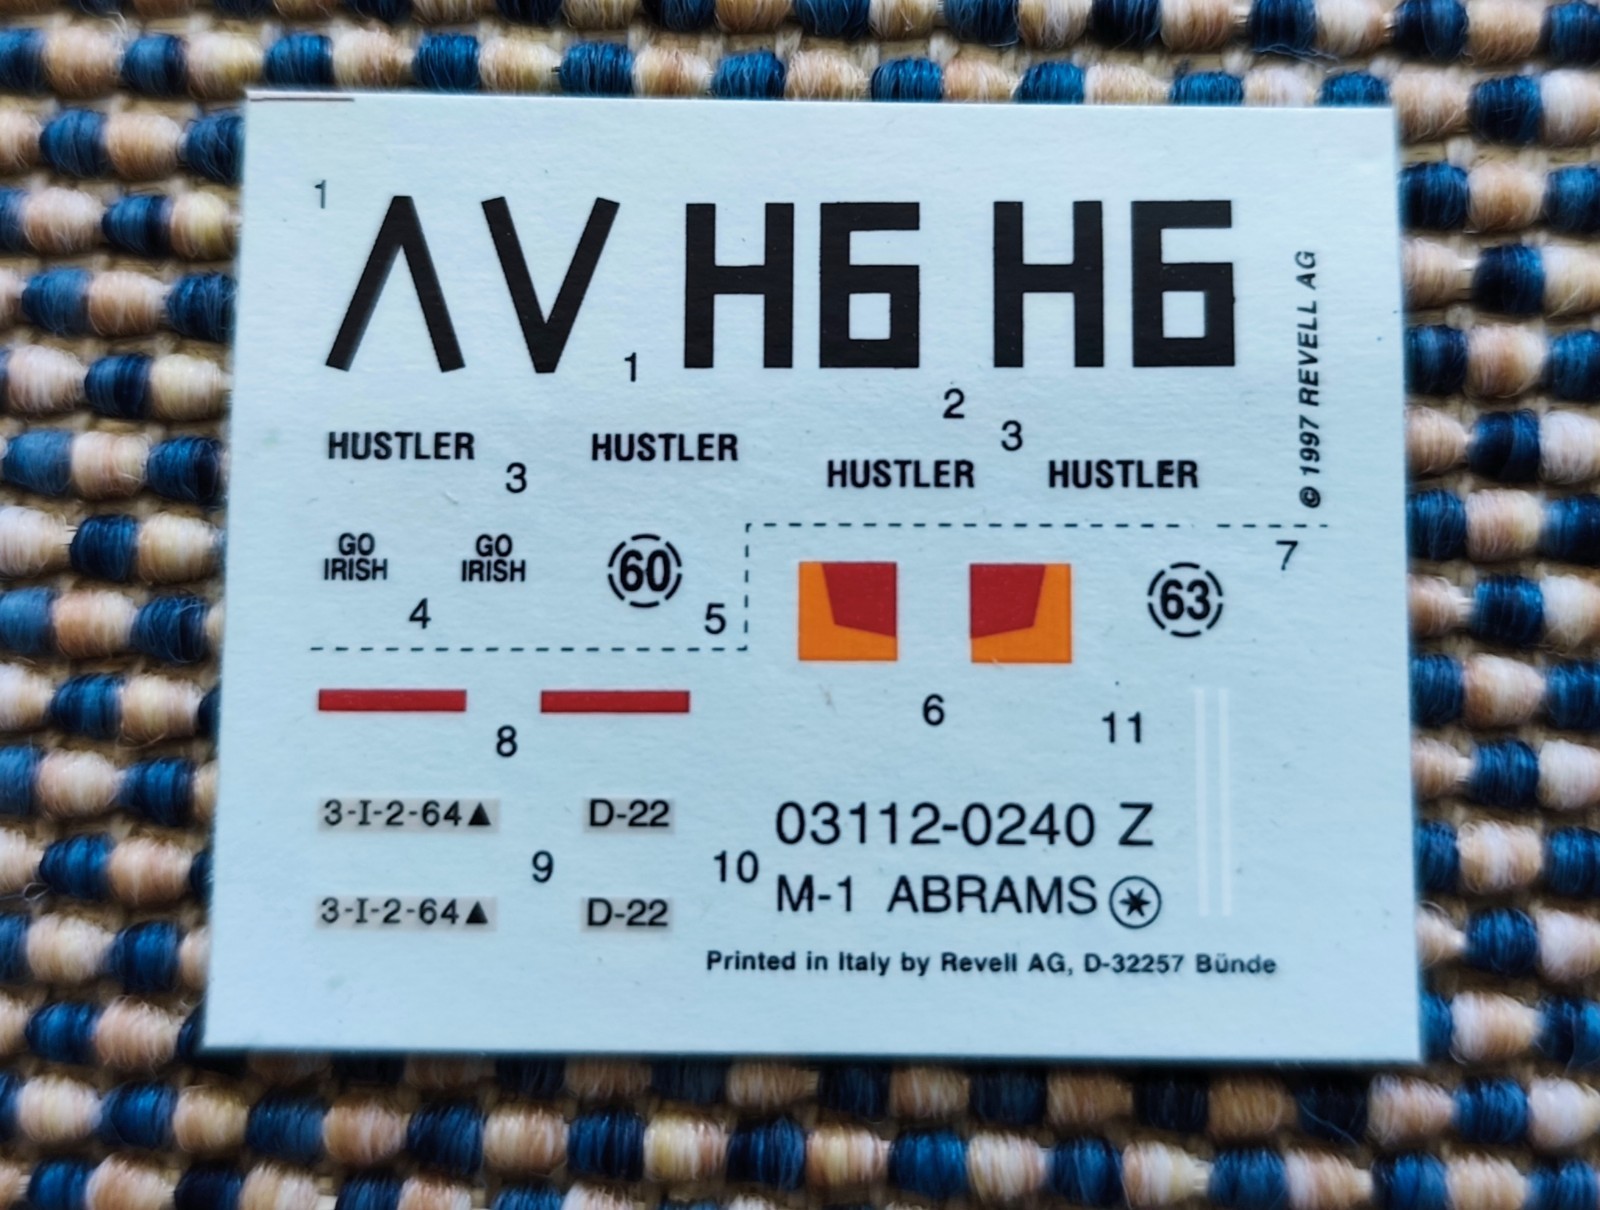 1
Λ V H6 H6
1
2
HUSTLER 3 HUSTLER
3
HUSTLER HUSTLER
© 1997 REVELL AG
GO
IRISH
GO
IRISH
4
60
5
7
63
6
8
11
3-I-2-64▲ D-22
9
10
3-I-2-64▲ D-22
03112-0240 Z
M-1 ABRAMS
Printed in Italy by Revell AG, D-32257 Bünde